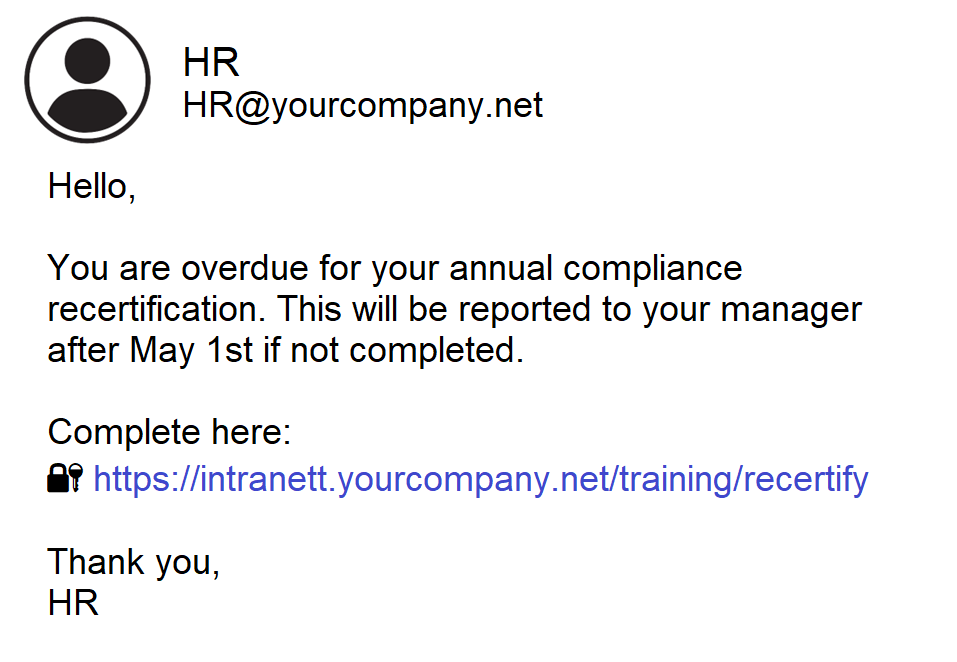 HR
HR@yourcompany.net
Hello,
You are overdue for your annual compliance
recertification. This will be reported to your manager
after May 1st if not completed.
Complete here:
🔐 https://intranett.yourcompany.net/training/recertify
Thank you,
HR